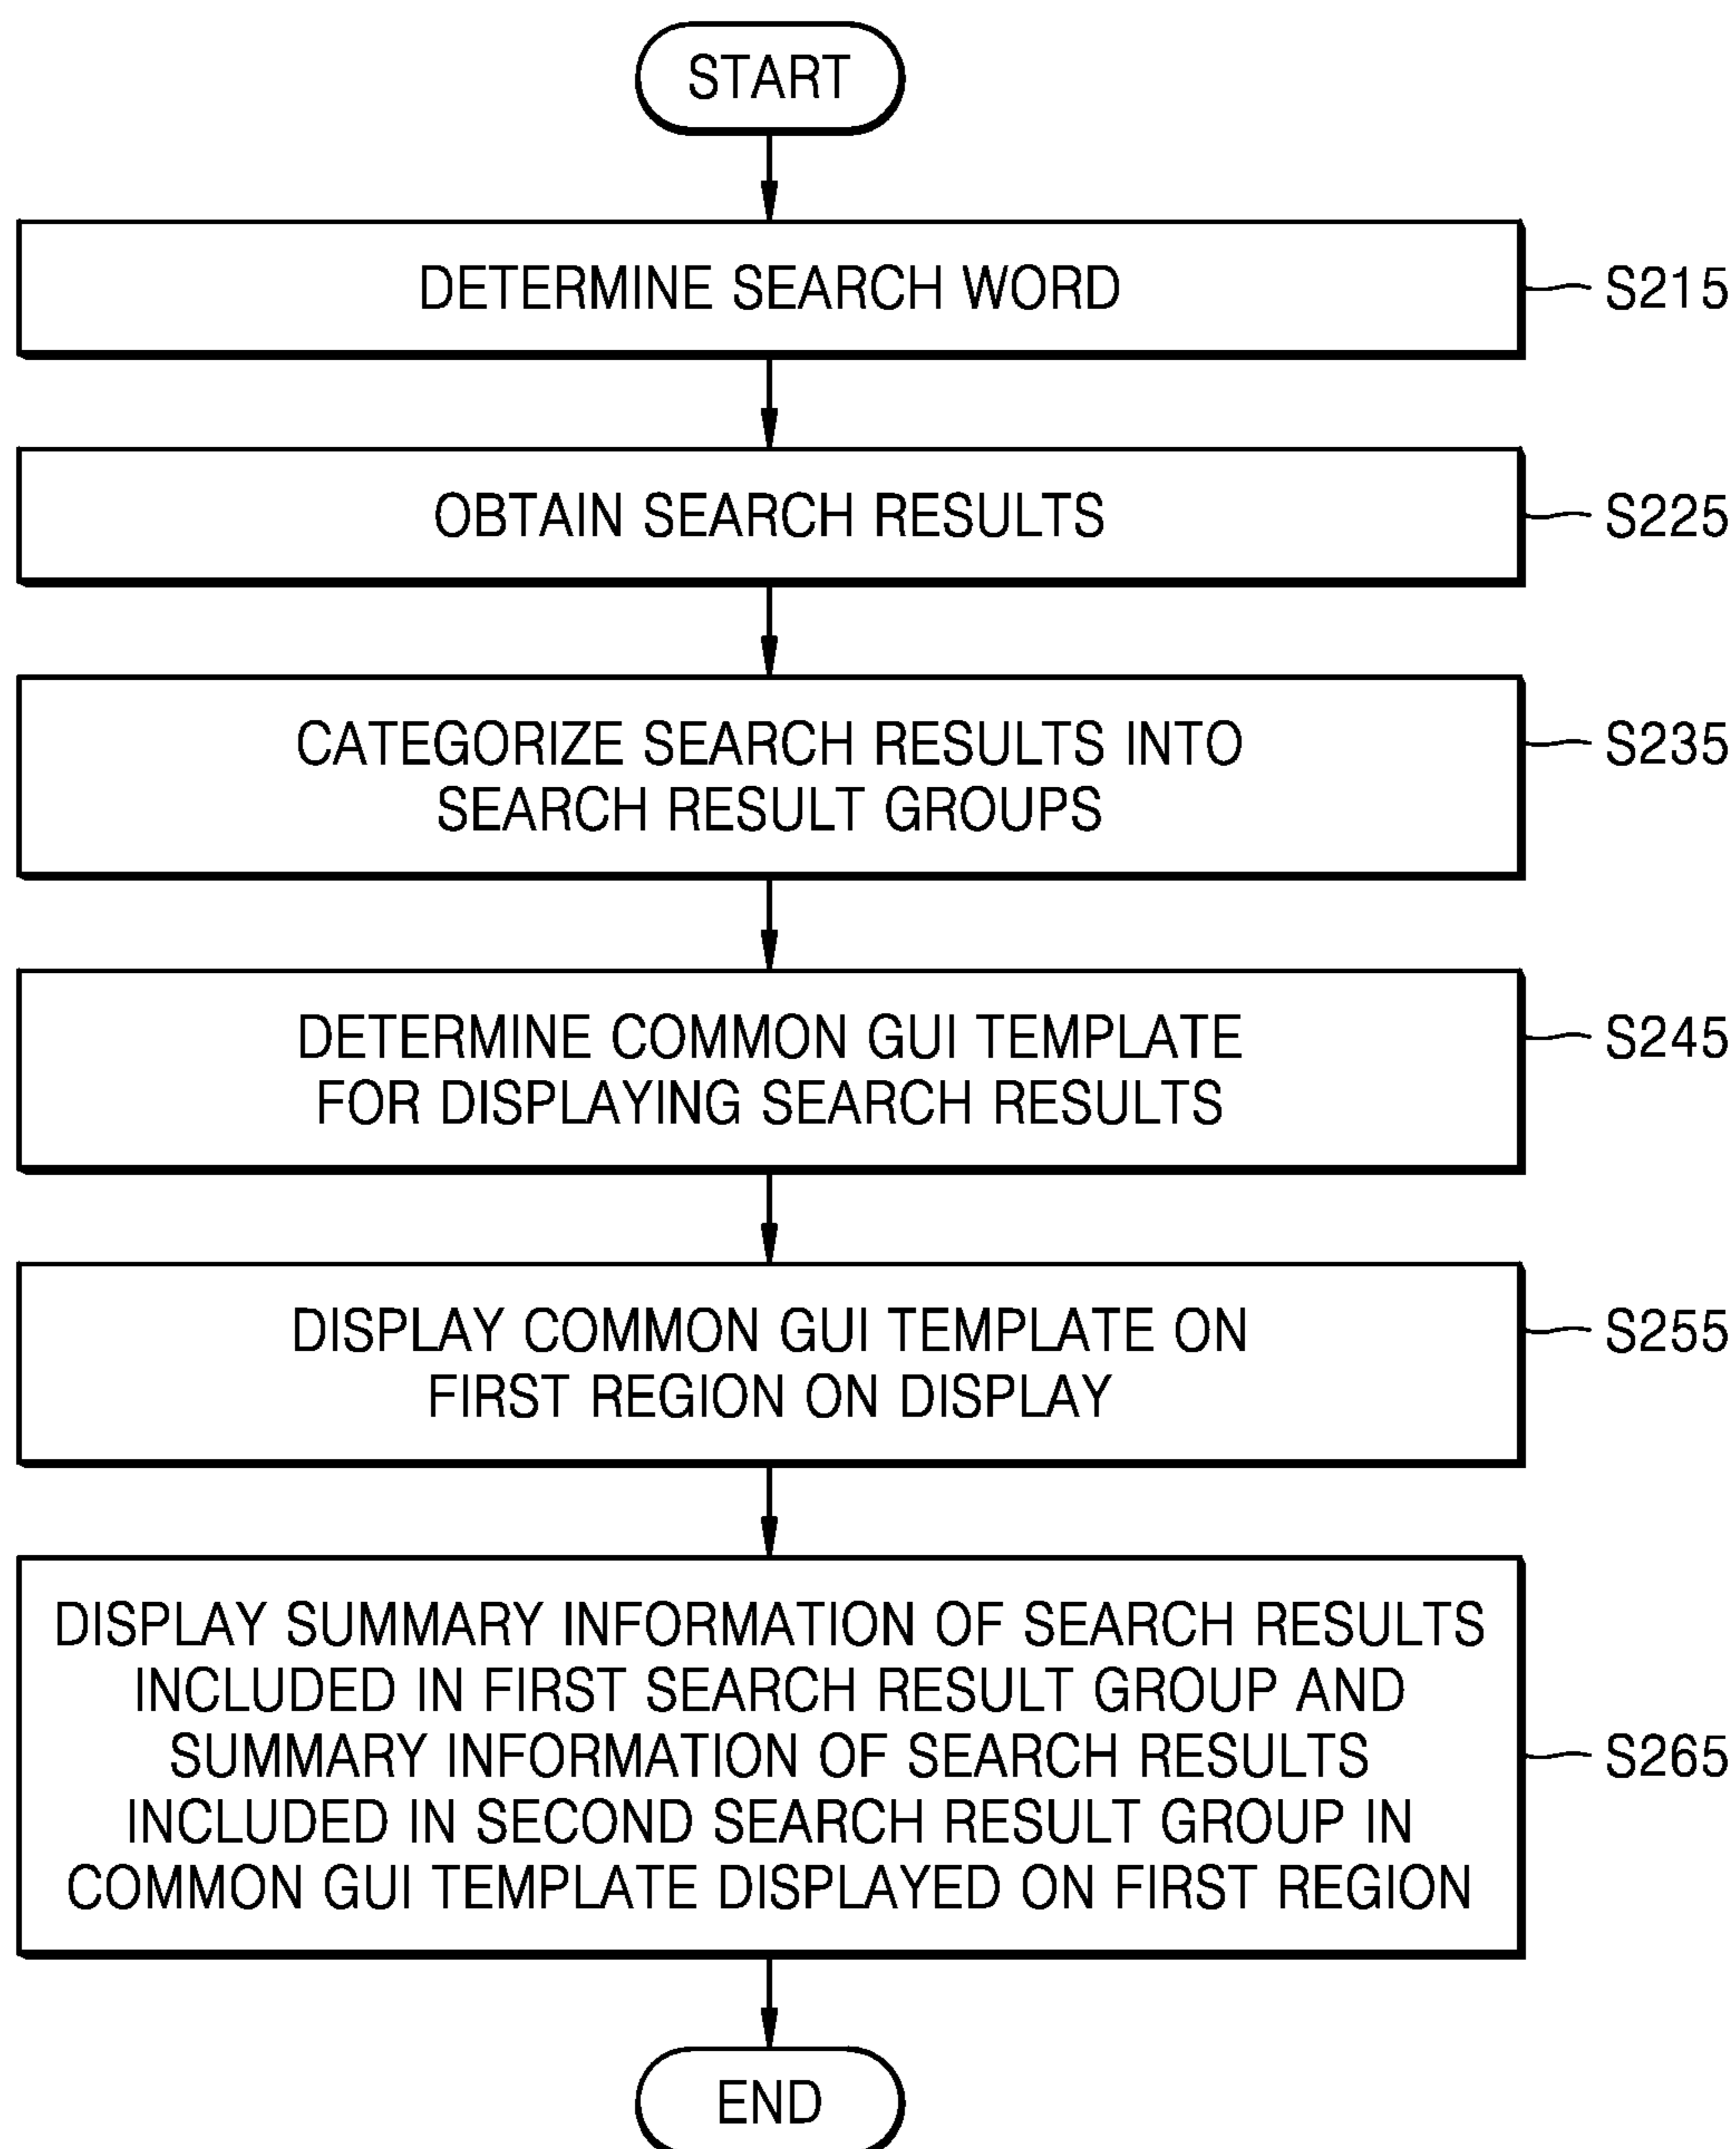 START
DETERMINE SEARCH WORD
S215
OBTAIN SEARCH RESULTS
S225
CATEGORIZE SEARCH RESULTS INTO
SEARCH RESULT GROUPS
S235
DETERMINE COMMON GUI TEMPLATE
FOR DISPLAYING SEARCH RESULTS
S245
DISPLAY COMMON GUI TEMPLATE ON
FIRST REGION ON DISPLAY
S255
DISPLAY SUMMARY INFORMATION OF SEARCH RESULTS
INCLUDED IN FIRST SEARCH RESULT GROUP AND
SUMMARY INFORMATION OF SEARCH RESULTS
INCLUDED IN SECOND SEARCH RESULT GROUP IN
COMMON GUI TEMPLATE DISPLAYED ON FIRST REGION
S265
END